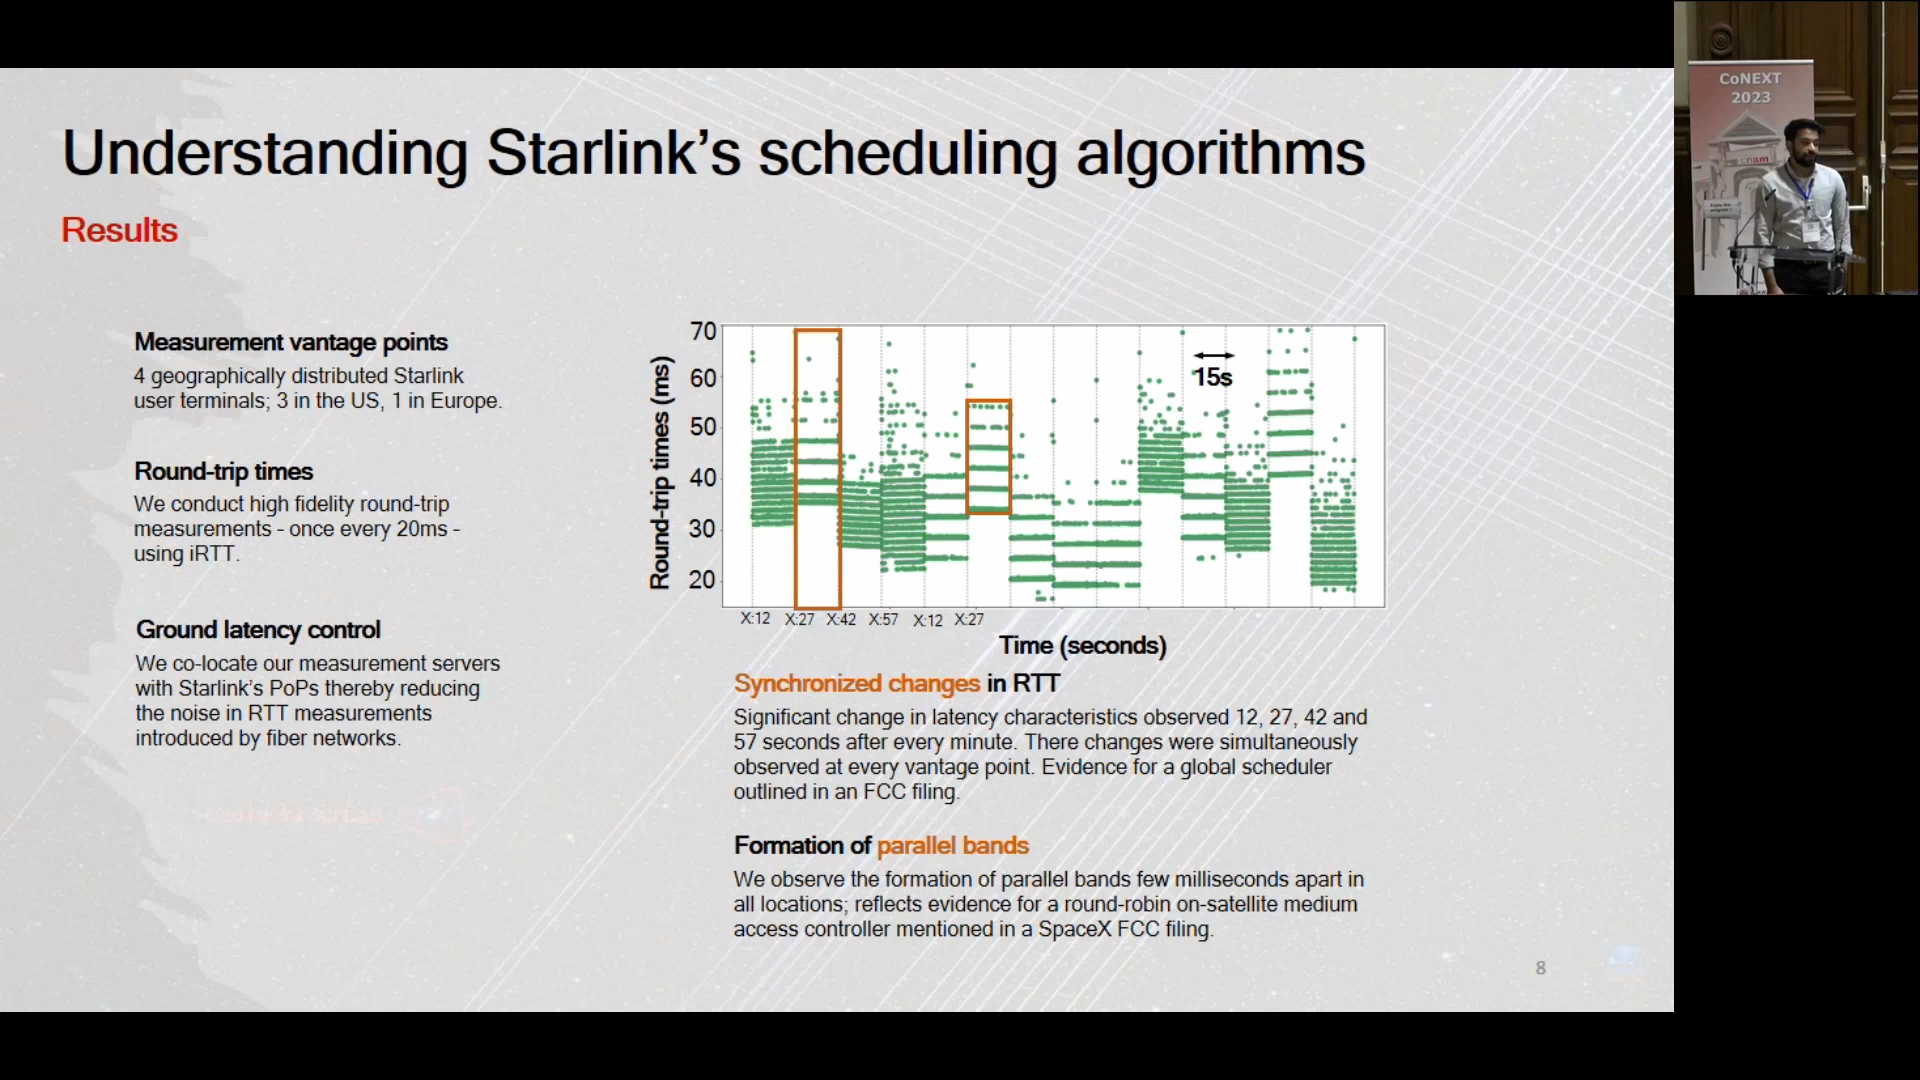 Understanding Starlink's scheduling algorithms
Results
Measurement vantage points
4 geographically distributed Starlink
user terminals; 3 in the US, 1 in Europe.
Round-trip times
We conduct high fidelity round-trip
measurements - once every 20ms -
using iRTT.
Ground latency control
We co-locate our measurement servers
with Starlink's PoPs thereby reducing
the noise in RTT measurements
introduced by fiber networks.
Round-trip times (ms)
70
60
50
40
30
20
15s
X:12 X:27 X:42 X:57 X:12 X:27
Time (seconds)
Synchronized changes in RTT
Significant change in latency characteristics observed 12, 27, 42 and
57 seconds after every minute. There changes were simultaneously
observed at every vantage point. Evidence for a global scheduler
outlined in an FCC filing.
Formation of parallel bands
We observe the formation of parallel bands few milliseconds apart in
all locations; reflects evidence for a round-robin on-satellite medium
access controller mentioned in a SpaceX FCC filing.
8
CoNEXT
2023
cnam